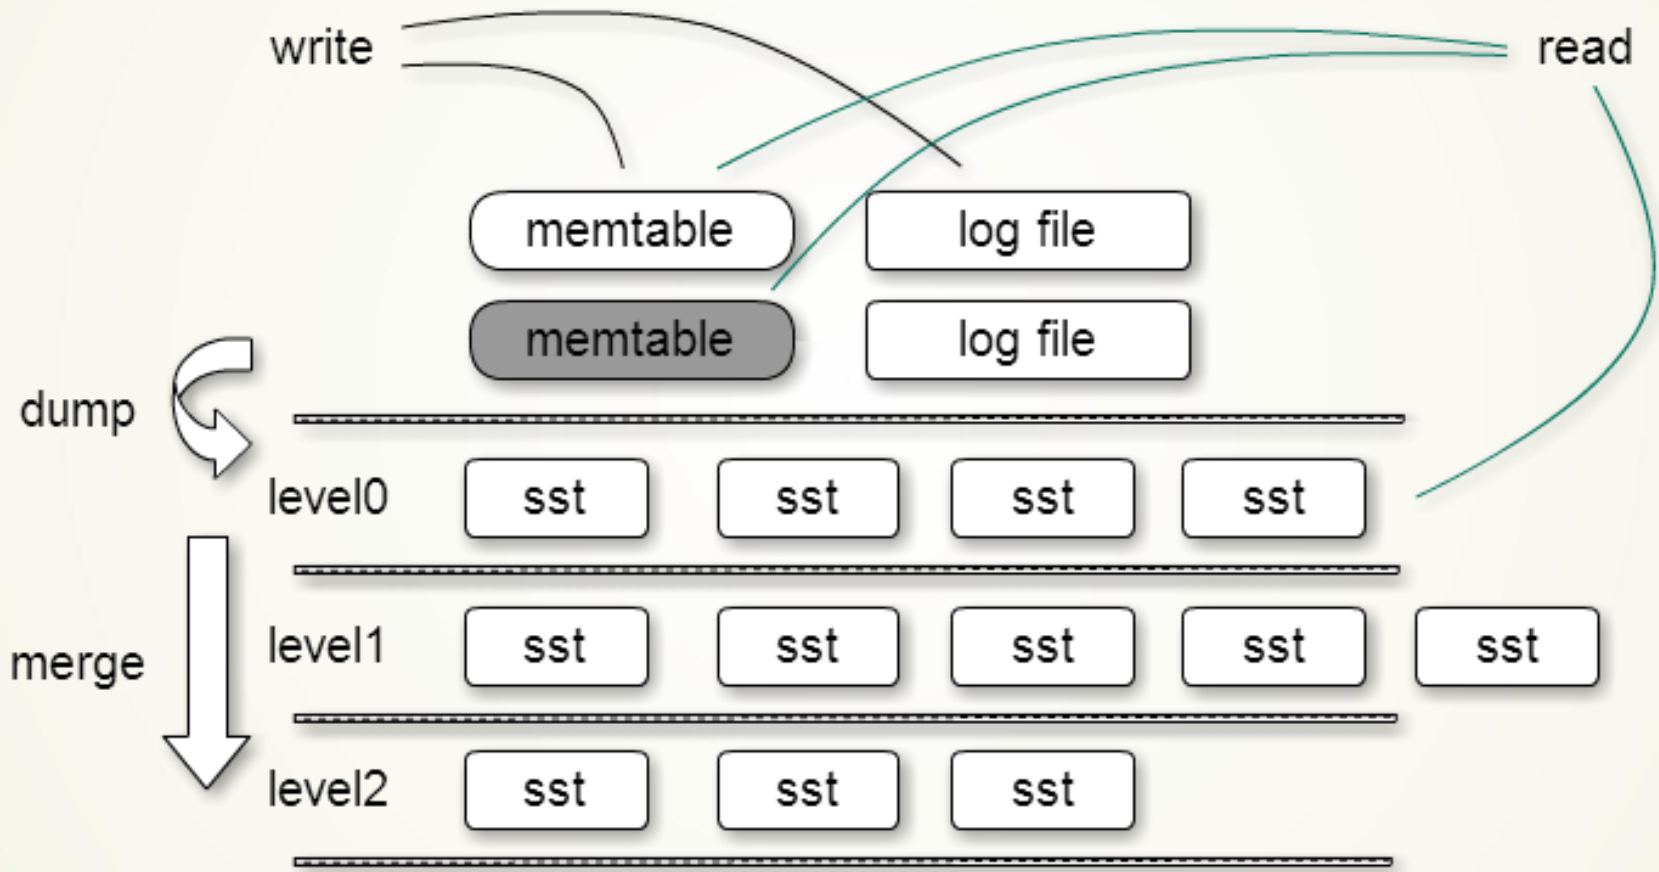 write
read
memtable
log file
memtable
log file
dump
level0
sst
sst
sst
sst
merge
level1
sst
sst
sst
sst
sst
level2
sst
sst
sst